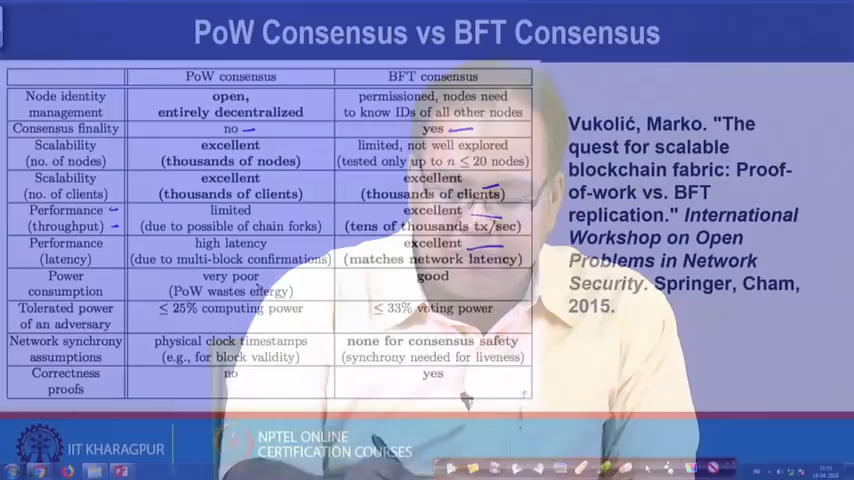 PoW Consensus vs BFT Consensus
PoW consensus BFT consensus
Node identity management open, entirely decentralized permissioned, nodes need to know IDs of all other nodes
Consensus finality no yes
Scalability (no. of nodes) excellent (thousands of nodes) limited, not well explored (tested only up to n ≤ 20 nodes)
Scalability (no. of clients) excellent (thousands of clients) excellent (thousands of clients)
Performance (throughput) limited (due to possible of chain forks) excellent (tens of thousands tx/sec)
Performance (latency) high latency (due to multi-block confirmations) excellent (matches network latency)
Power consumption very poor (PoW wastes energy) good
Tolerated power of an adversary ≤ 25% computing power ≤ 33% voting power
Network synchrony assumptions physical clock timestamps (e.g., for block validity) none for consensus safety (synchrony needed for liveness)
Correctness proofs no yes
Vukolić, Marko. "The
quest for scalable
blockchain fabric: Proof-
of-work vs. BFT
replication." International
Workshop on Open
Problems in Network
Security. Springer, Cham,
2015.
IIT KHARAGPUR
NPTEL ONLINE
CERTIFICATION COURSES